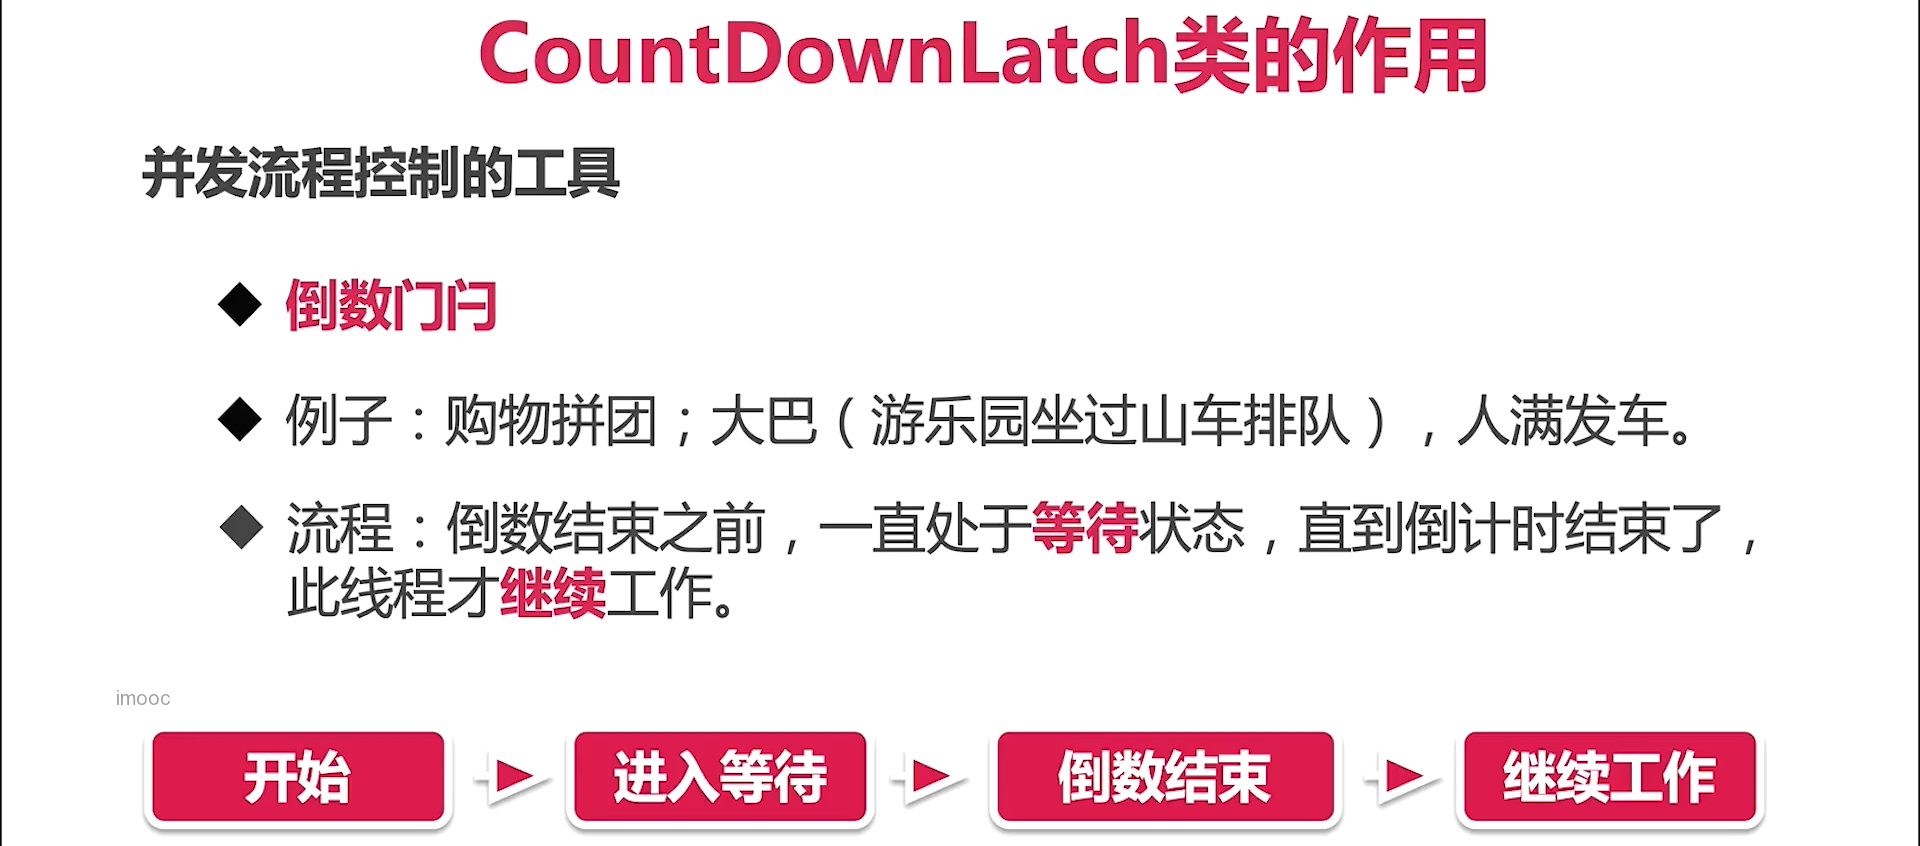 CountDownLatch类的作用
并发流程控制的工具
◆ 倒数门闩
◆ 例子：购物拼团；大巴（游乐园坐过山车排队），人满发车。
◆ 流程：倒数结束之前，一直处于等待状态，直到倒计时结束了，
此线程才继续工作。
imooc
开始 进入等待 倒数结束 继续工作